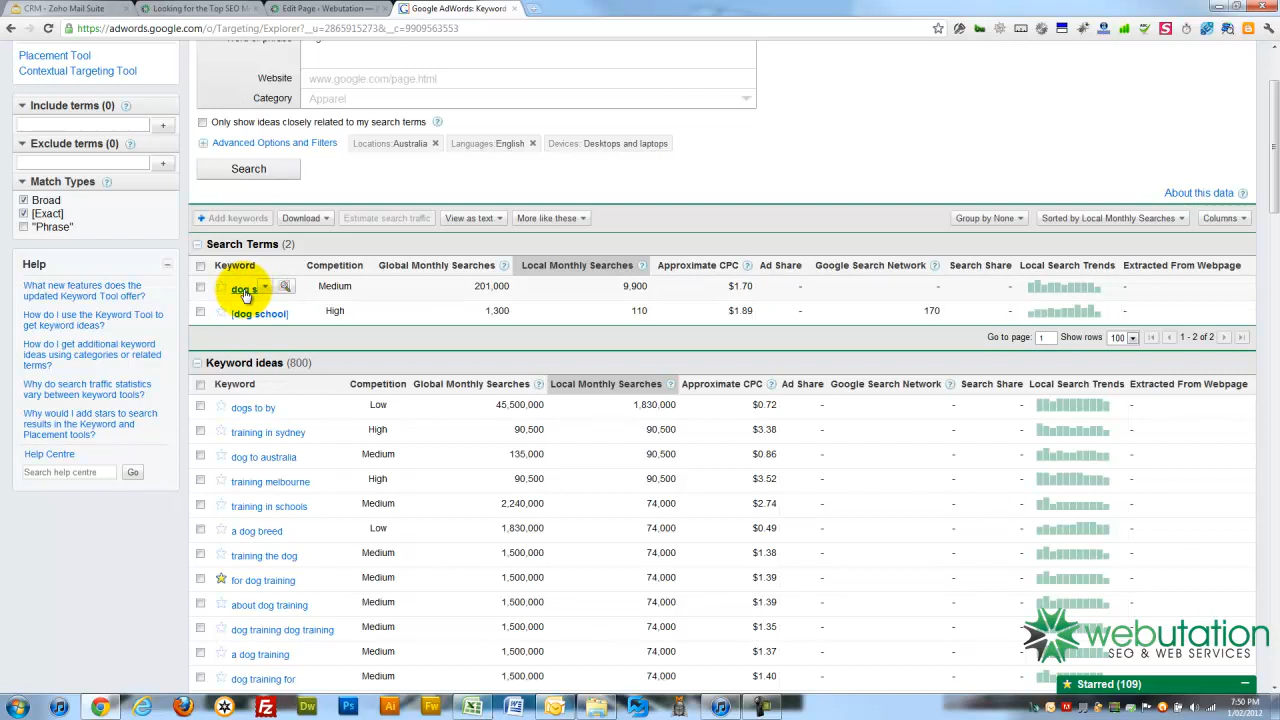 CRM - Zoho Mail Suite
Looking for the Top SEO M
Edit Page ‹ Webutation —
Google AdWords: Keyword
https://adwords.google.com/o/Targeting/Explorer?__u=2865915273&__c=9909563553
Placement Tool
Contextual Targeting Tool
Include terms (0)
Exclude terms (0)
Match Types
Broad
[Exact]
"Phrase"
Help
What new features does the
updated Keyword Tool offer?
How do I use the Keyword Tool to
get keyword ideas?
How do I get additional keyword
ideas using categories or related
terms?
Why do search traffic statistics
vary between keyword tools?
Why would I add stars to search
results in the Keyword and
Placement tools?
Help Centre
Search help centre Go
Website www.google.com/page.html
Category Apparel
Only show ideas closely related to my search terms
Advanced Options and Filters Locations: Australia Languages: English Devices: Desktops and laptops
Search
About this data
Add keywords Download Estimate search traffic View as text More like these Group by None Sorted by Local Monthly Searches Columns
Search Terms (2)
Keyword Competition Global Monthly Searches Local Monthly Searches Approximate CPC Ad Share Google Search Network Search Share Local Search Trends Extracted From Webpage
dog s Medium 201,000 9,900 $1.70 - - - -
[dog school] High 1,300 110 $1.89 - 170 - -
Go to page: 1 Show rows 100 1 - 2 of 2
Keyword ideas (800)
Keyword Competition Global Monthly Searches Local Monthly Searches Approximate CPC Ad Share Google Search Network Search Share Local Search Trends Extracted From Webpage
dogs to by Low 45,500,000 1,830,000 $0.72 - - - -
training in sydney High 90,500 90,500 $3.38 - - - -
dog to australia Medium 135,000 90,500 $0.86 - - - -
training melbourne High 90,500 90,500 $3.52 - - - -
training in schools Medium 2,240,000 74,000 $2.74 - - - -
a dog breed Low 1,830,000 74,000 $0.49 - - - -
training the dog Medium 1,500,000 74,000 $1.38 - - - -
for dog training Medium 1,500,000 74,000 $1.39 - - - -
about dog training Medium 1,500,000 74,000 $1.39 - - - -
dog training dog training Medium 1,500,000 74,000 $1.35 - -
a dog training Medium 1,500,000 74,000 $1.37 - -
dog training for Medium 1,500,000 74,000 $1.40 - -
webutation
SEO & WEB SERVICES
Starred (109)
Dw Ps Ai Fw
7:50 PM
1/02/2012